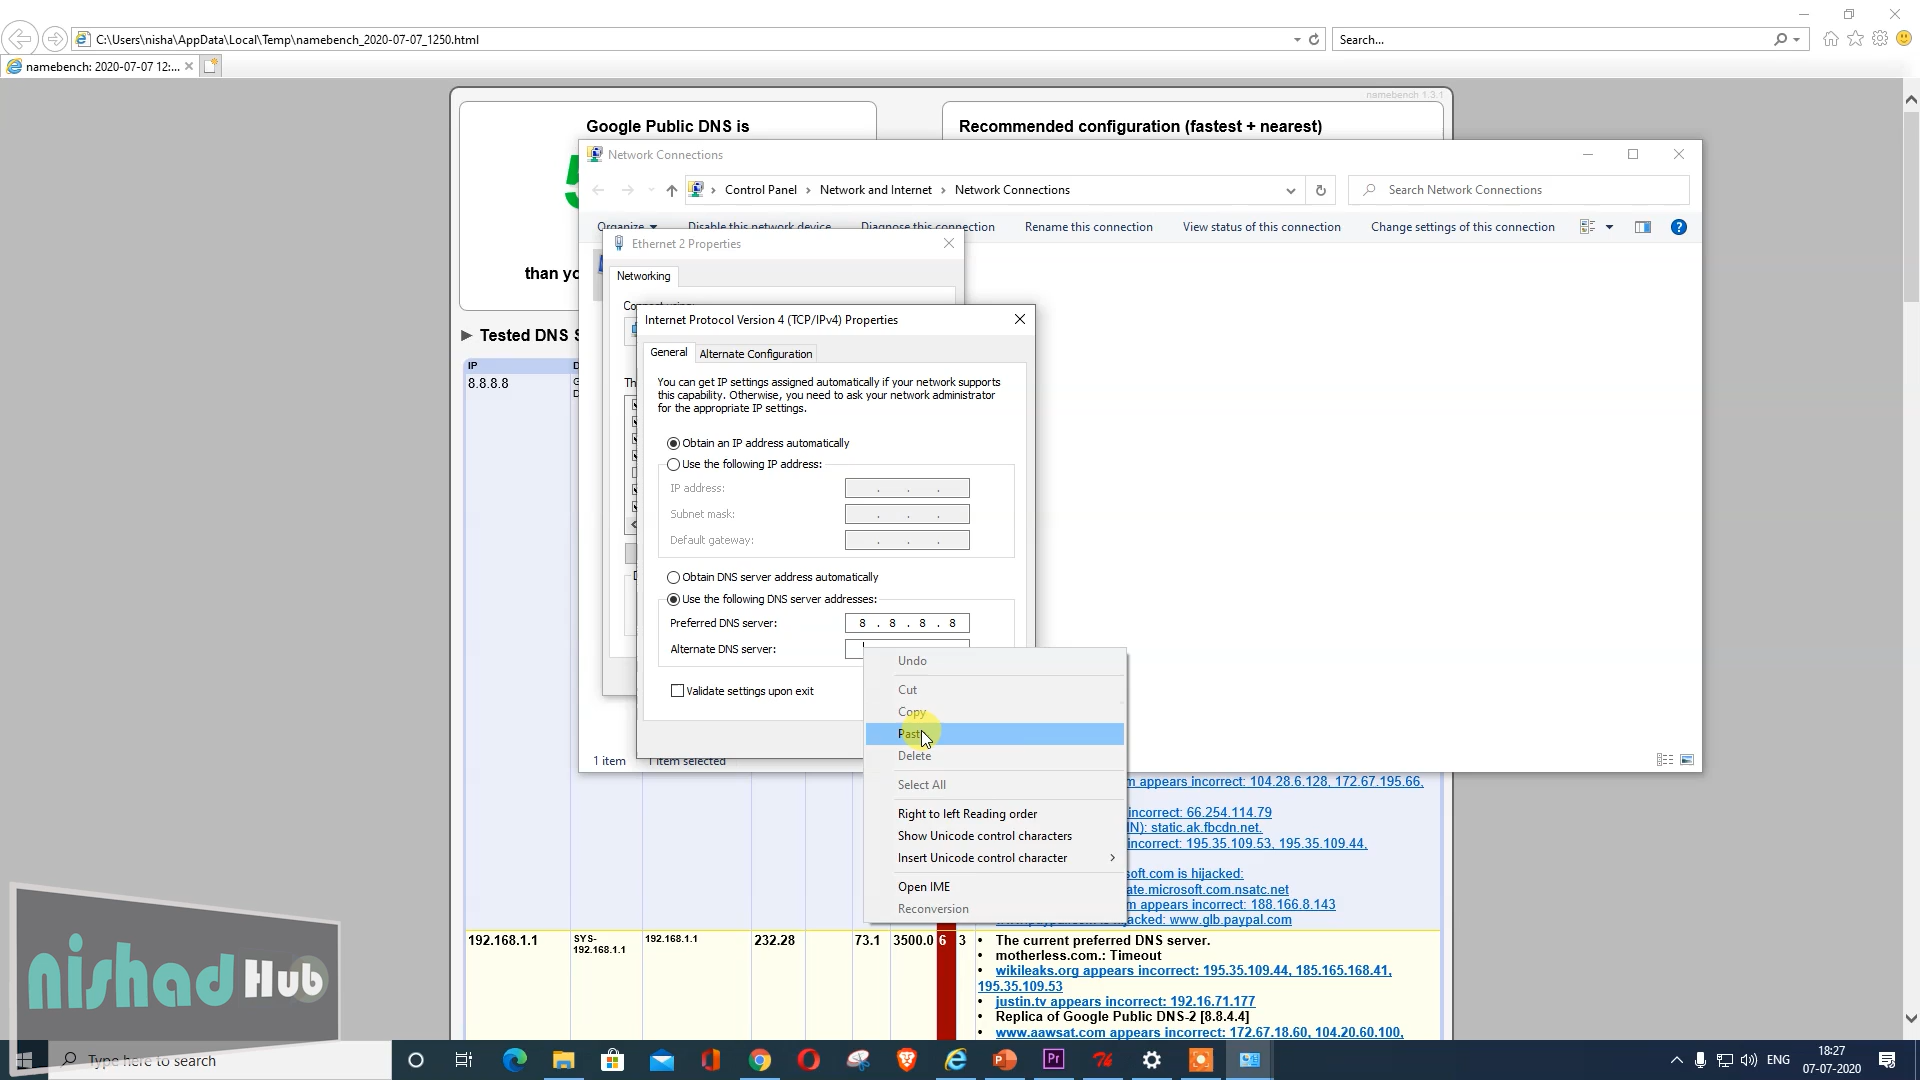 C:\Users\nisha\AppData\Local\Temp\namebench_2020-07-07_1250.html
Search...
namebench: 2020-07-07 12:...
namebench 1.3.1
Google Public DNS is
Recommended configuration (fastest + nearest)
Network Connections
Control Panel > Network and Internet > Network Connections
Search Network Connections
Organize
Disable this network device
Diagnose this connection
Rename this connection
View status of this connection
Change settings of this connection
Ethernet 2 Properties
than yo
Networking
Internet Protocol Version 4 (TCP/IPv4) Properties
Tested DNS S
General
Alternate Configuration
IP
D
8.8.8.8
G
D
Th
You can get IP settings assigned automatically if your network supports
this capability. Otherwise, you need to ask your network administrator
for the appropriate IP settings.
Obtain an IP address automatically
Use the following IP address:
IP address:
Subnet mask:
Default gateway:
Obtain DNS server address automatically
Use the following DNS server addresses:
Preferred DNS server:
8 . 8 . 8 . 8
Alternate DNS server:
Validate settings upon exit
Undo
Cut
Copy
Paste
Delete
Select All
Right to left Reading order
Show Unicode control characters
Insert Unicode control character
Open IME
Reconversion
1 item
1 item selected
m appears incorrect: 104.28.6.128, 172.67.195.66,
incorrect: 66.254.114.79
IN): static.ak.fbcdn.net.
incorrect: 195.35.109.53, 195.35.109.44,
soft.com is hijacked:
ate.microsoft.com.nsatc.net
m appears incorrect: 188.166.8.143
www.paypal.com is hijacked: www.glb.paypal.com
192.168.1.1
SYS-
192.168.1.1
192.168.1.1
232.28
73.1
3500.0
6
3
• The current preferred DNS server.
• motherless.com.: Timeout
• wikileaks.org appears incorrect: 195.35.109.44, 185.165.168.41,
195.35.109.53
• justin.tv appears incorrect: 192.16.71.177
• Replica of Google Public DNS-2 [8.8.4.4]
• www.aawsat.com appears incorrect: 172.67.18.60, 104.20.60.100,
nishad Hub
Type here to search
ENG
18:27
07-07-2020